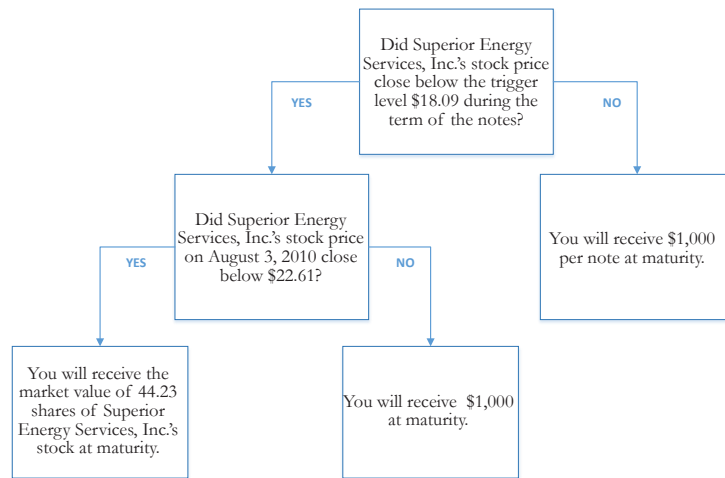 Did Superior Energy
Services, Inc.'s stock price
close below the trigger
level $18.09 during the
term of the notes?
YES
NO
Did Superior Energy
Services, Inc.'s stock price
on August 3, 2010 close
below $22.61?
You will receive $1,000
per note at maturity.
YES
NO
You will receive the
market value of 44.23
shares of Superior
Energy Services, Inc.'s
stock at maturity.
You will receive $1,000
at maturity.